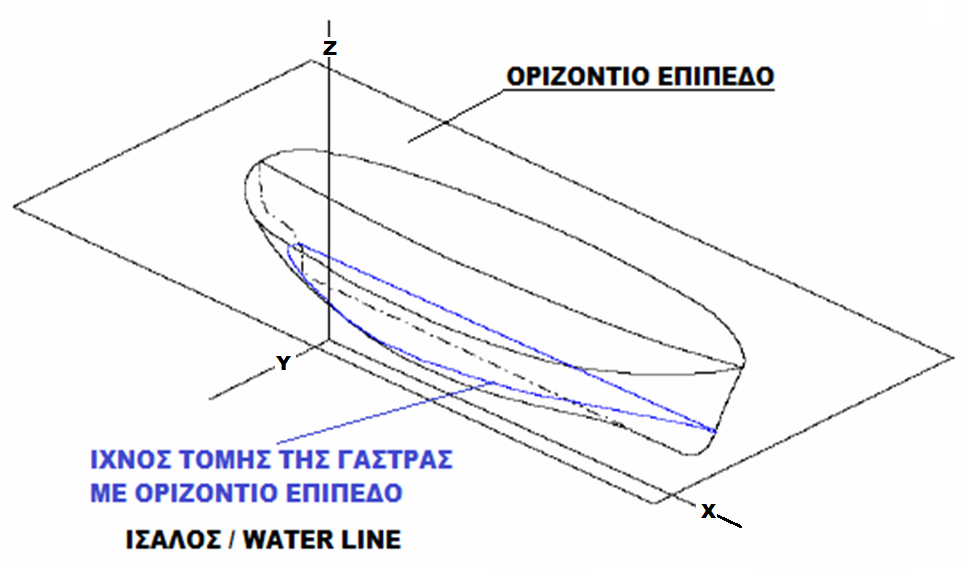 Z
ΟΡΙΖΟΝΤΙΟ ΕΠΙΠΕΔΟ
Y
ΙΧΝΟΣ ΤΟΜΗΣ ΤΗΣ ΓΑΣΤΡΑΣ
ΜΕ ΟΡΙΖΟΝΤΙΟ ΕΠΙΠΕΔΟ
X
ΙΣΑΛΟΣ / WATER LINE